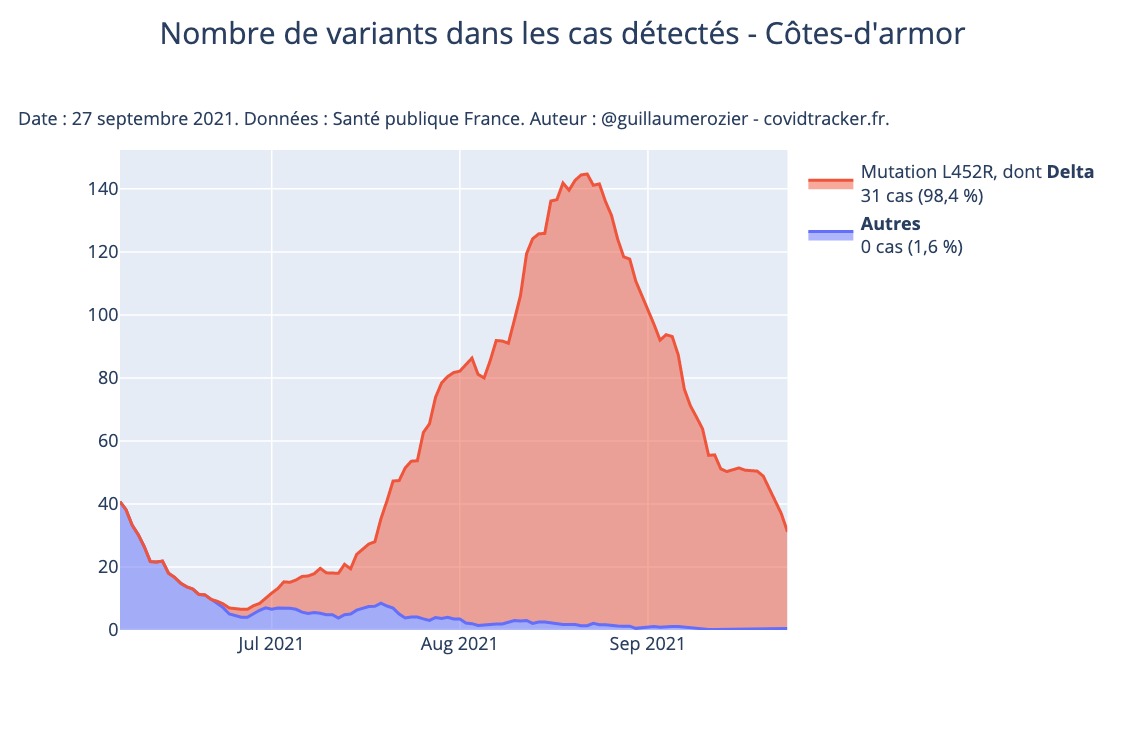 Nombre de variants dans les cas détectés - Côtes-d'armor
Date : 27 septembre 2021. Données : Santé publique France. Auteur : @guillaumerozier - covidtracker.fr.
Mutation L452R, dont Delta
31 cas (98,4 %)
Autres
0 cas (1,6 %)
140
120
100
80
60
40
20
0
Jul 2021
Aug 2021
Sep 2021